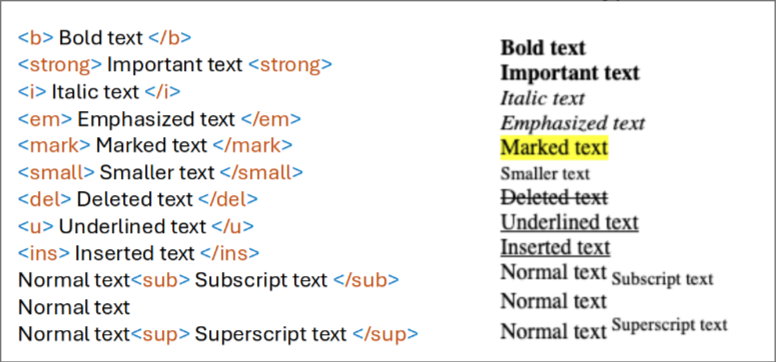 <b> Bold text </b>
<strong> Important text <strong>
<i> Italic text </i>
<em> Emphasized text </em>
<mark> Marked text </mark>
<small> Smaller text </small>
<del> Deleted text </del>
<u> Underlined text </u>
<ins> Inserted text </ins>
Normal text<sub> Subscript text </sub>
Normal text
Normal text<sup> Superscript text </sup>
Bold text
Important text
Italic text
Emphasized text
Marked text
Smaller text
Deleted text
Underlined text
Inserted text
Normal text Subscript text
Normal text
Normal text Superscript text